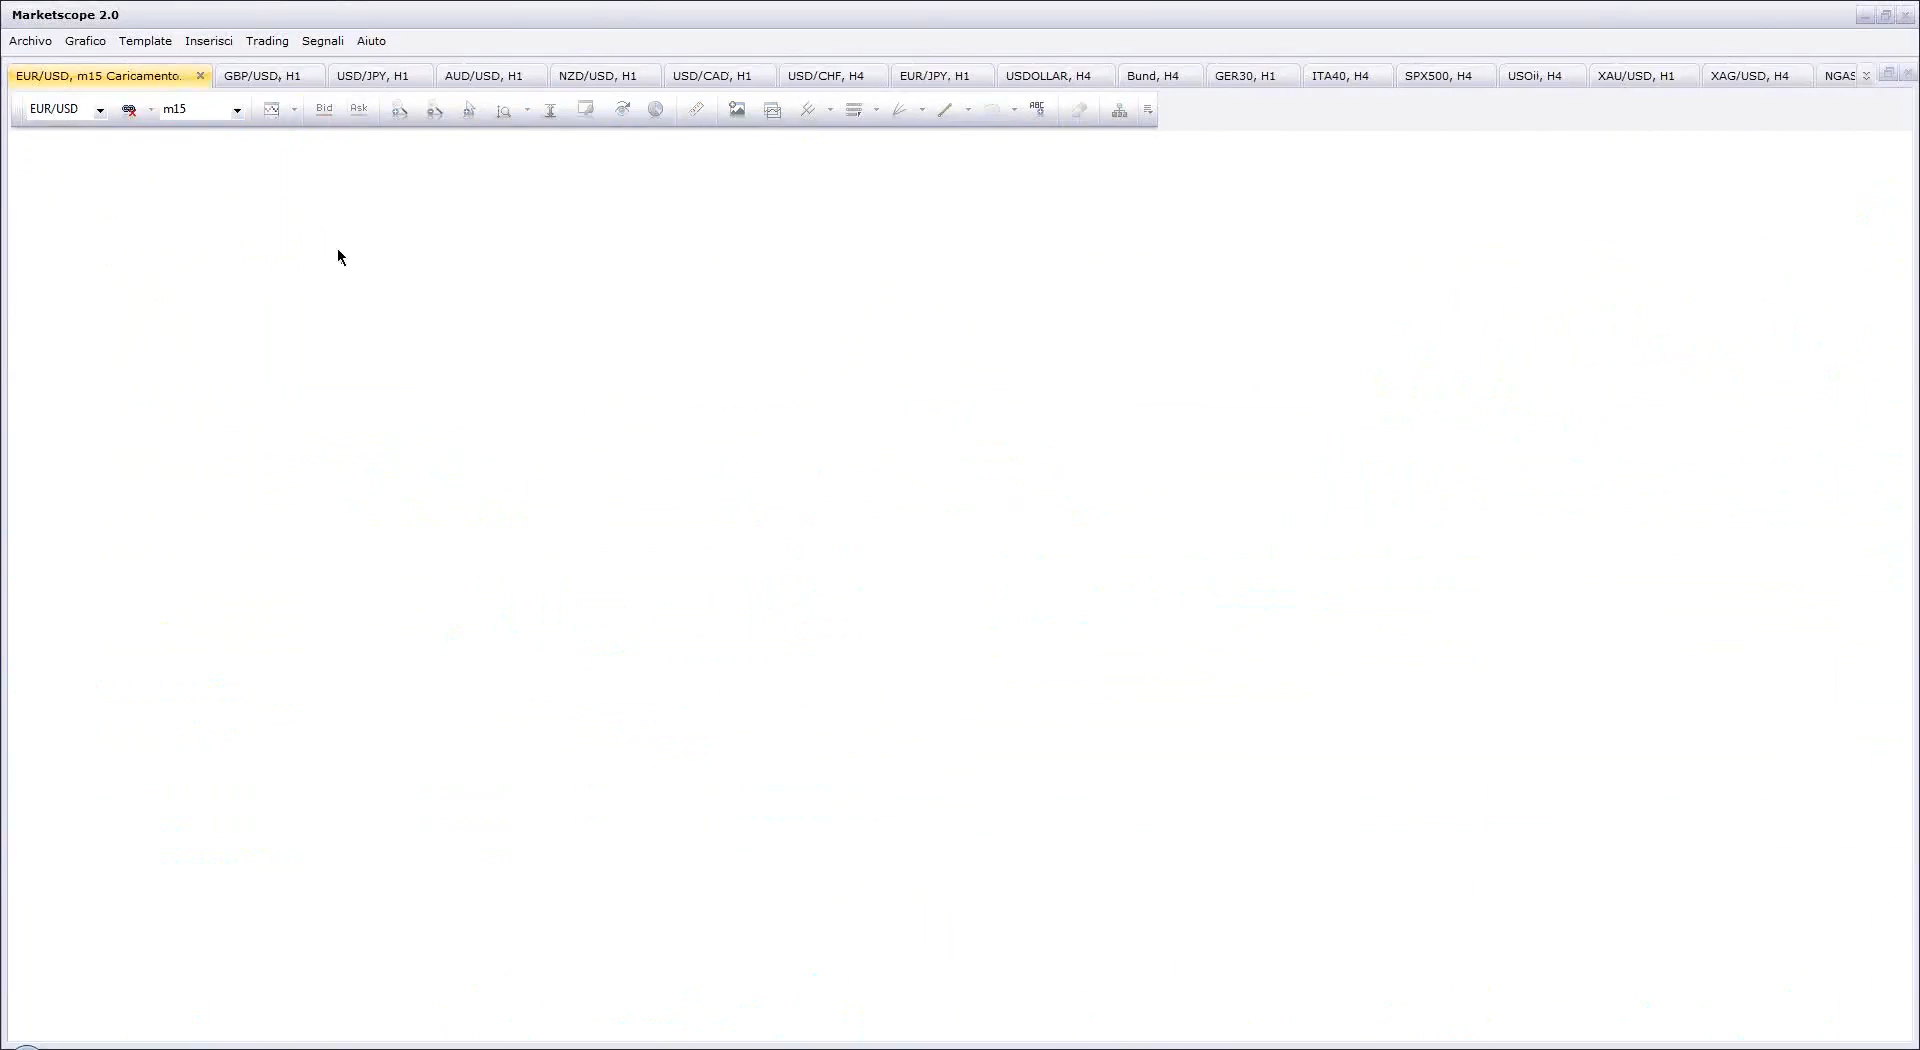 Marketscope 2.0
Archivo Grafico Template Inserisci Trading Segnali Aiuto
EUR/USD, m15 Caricamento. GBP/USD, H1 USD/JPY, H1 AUD/USD, H1 NZD/USD, H1 USD/CAD, H1 USD/CHF, H4 EUR/JPY, H1 USDOLLAR, H4 Bund, H4 GER30, H1 ITA40, H4 SPX500, H4 USOil, H4 XAU/USD, H1 XAG/USD, H4 NGAS
EUR/USD m15 Bid Ask ABC